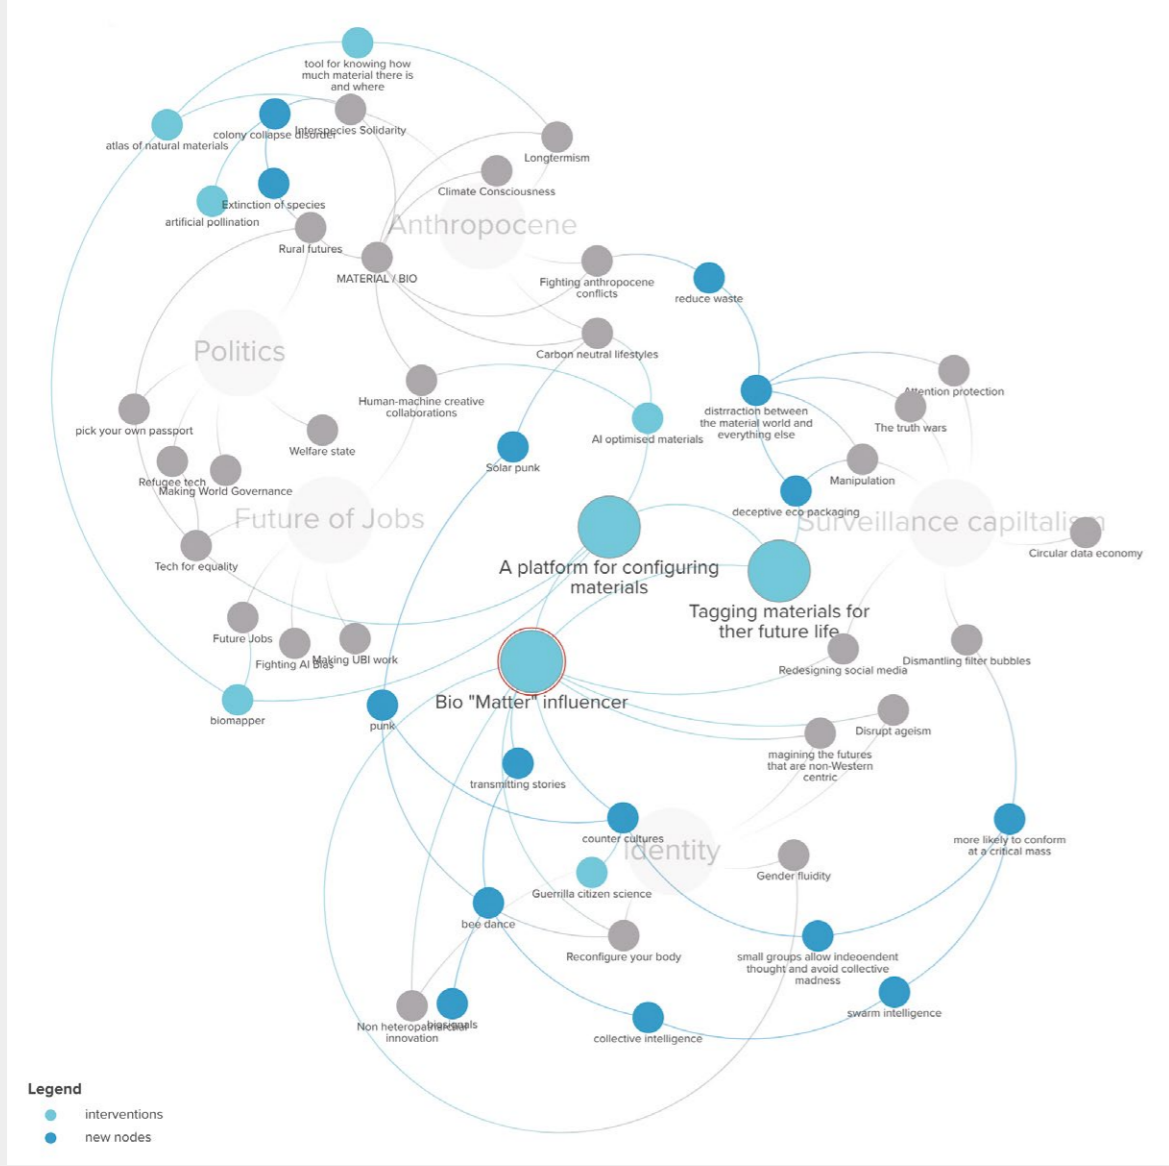 tool for knowing how
much material there is
and where
atlas of natural materials
colony collapse disorder
Interspecies Solidarity
Longtermism
Climate Consciousness
artificial pollination
Extinction of species
Anthropocene
Rural futures
MATERIAL / BIO
Fighting anthropocene
conflicts
reduce waste
Politics
Carbon neutral lifestyles
Human-machine creative
collaborations
Attention protection
pick your own passport
distrraction between
the material world and
everything else
The truth wars
Welfare state
AI optimised materials
Solar punk
Refugee tech
Making World Governance
Manipulation
deceptive eco packaging
Future of Jobs
Surveillance capiltalism
Circular data economy
Tech for equality
A platform for configuring
materials
Tagging materials for
ther future life
Future Jobs
Fighting AI Bias
Making UBI work
Redesigning social media
Dismantling filter bubbles
Bio "Matter" influencer
biomapper
punk
Disrupt ageism
magining the futures
that are non-Western
centric
transmitting stories
counter cultures
Identity
more likely to conform
at a critical mass
Gender fluidity
Guerrilla citizen science
bee dance
Reconfigure your body
small groups allow indeoendent
thought and avoid collective
madness
swarm intelligence
Non heteropatriarchal
innovation
biosignals
collective intelligence
Legend
interventions
new nodes